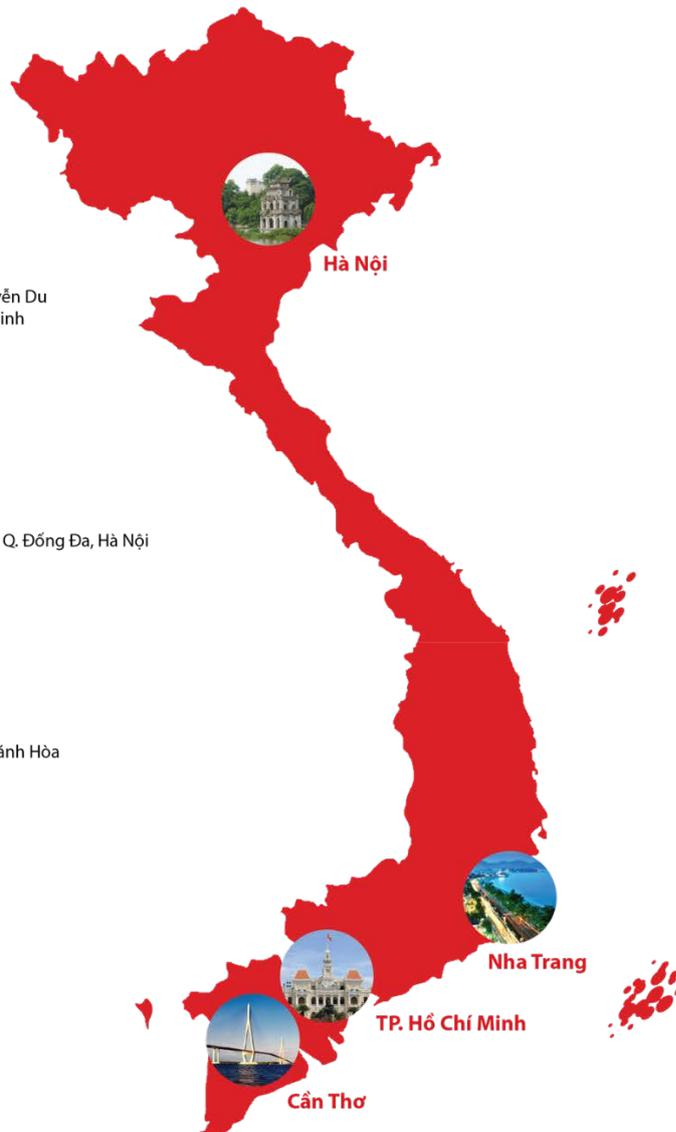 Hà Nội
ễn Du
inh
Q. Đống Đa, Hà Nội
ánh Hòa
Nha Trang
TP. Hồ Chí Minh
Cần Thơ